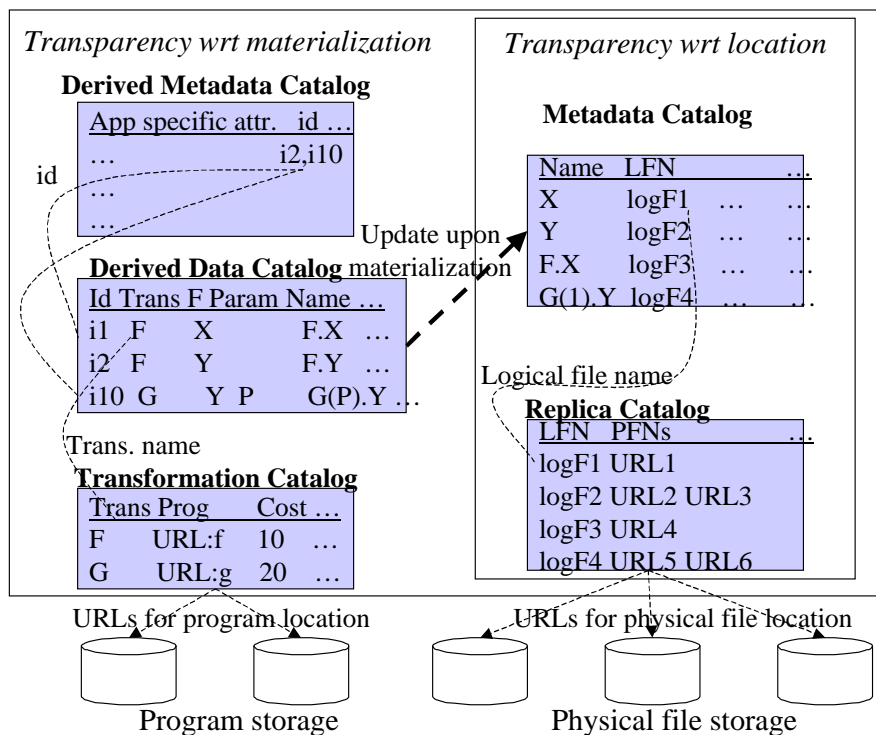 Transparency wrt materialization
Derived Metadata Catalog
App specific attr. id …
… i2,i10
…
…
id
Update upon
materialization
Derived Data Catalog
Id Trans F Param Name …
i1 F X F.X …
i2 F Y F.Y …
i10 G Y P G(P).Y …
Trans. name
Transformation Catalog
Trans Prog Cost …
F URL:f 10 …
G URL:g 20 …
URLs for program location
Program storage
Transparency wrt location
Metadata Catalog
Name LFN …
X logF1 … …
Y logF2 … …
F.X logF3 … …
G(1).Y logF4 … …
Logical file name
Replica Catalog
LFN PFNs …
logF1 URL1
logF2 URL2 URL3
logF3 URL4
logF4 URL5 URL6
URLs for physical file location
Physical file storage